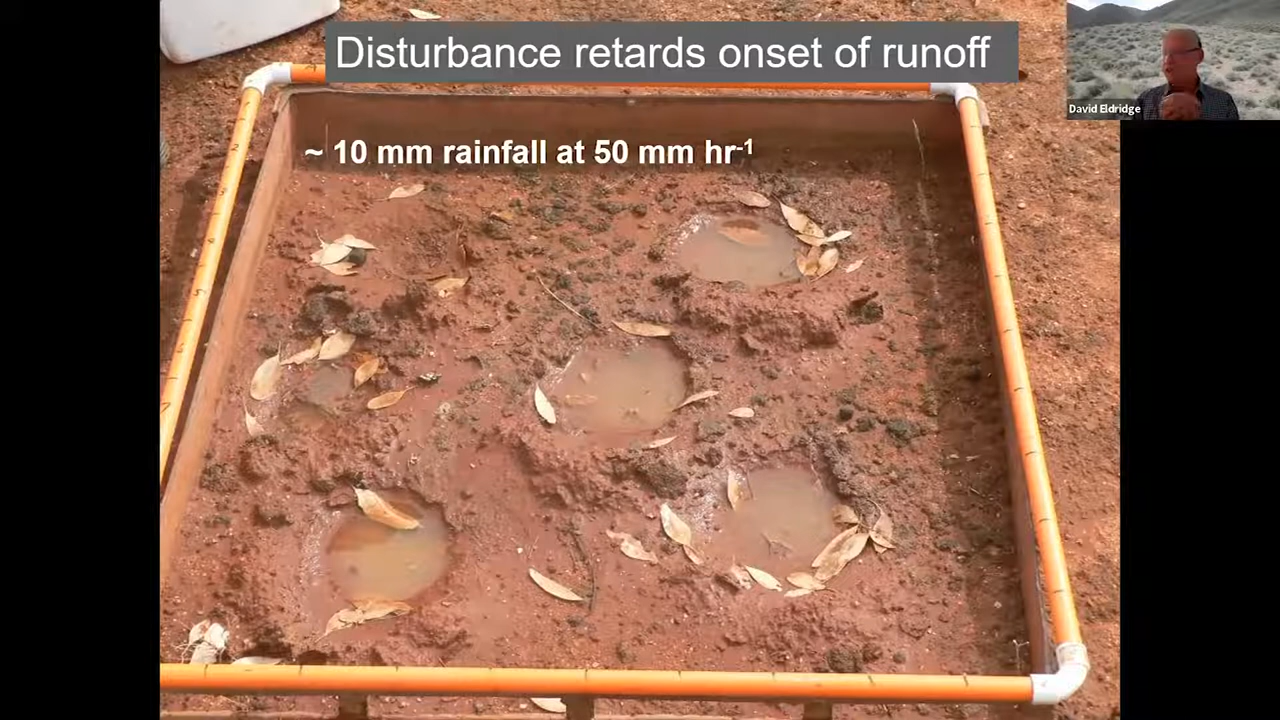 Disturbance retards onset of runoff
David Eldridge
~ 10 mm rainfall at 50 mm hr-1